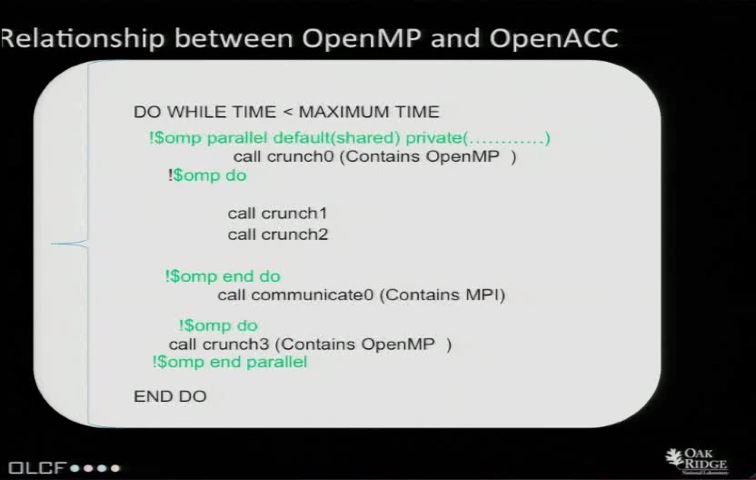 Relationship between OpenMP and OpenACC
DO WHILE TIME < MAXIMUM TIME
!$omp parallel default(shared) private(............)
call crunch0 (Contains OpenMP )
!$omp do
call crunch1
call crunch2
!$omp end do
call communicate0 (Contains MPI)
!$omp do
call crunch3 (Contains OpenMP )
!$omp end parallel
END DO
OLCF
OAK
RIDGE
National Laboratory